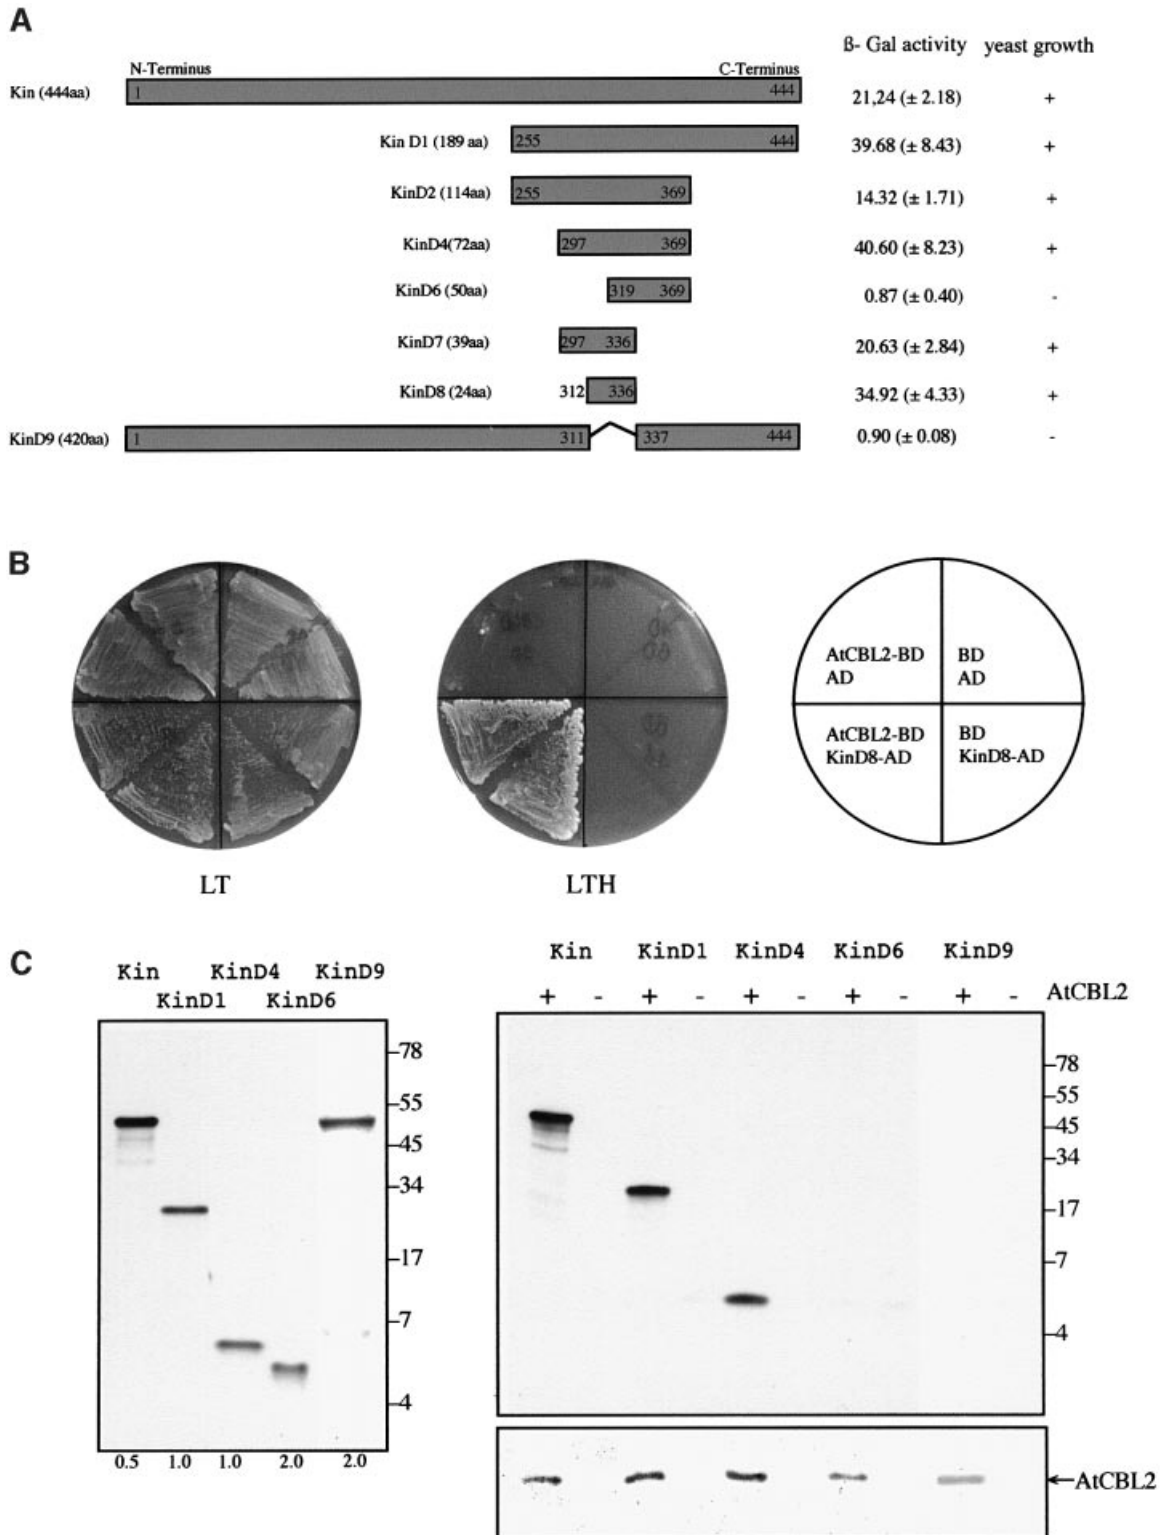 A
ß- Gal activity yeast growth
N-Terminus C-Terminus
Kin (444aa) 1 444 21,24 (± 2.18) +
Kin D1 (189 aa) 255 444 39.68 (± 8.43) +
KinD2 (114aa) 255 369 14.32 (± 1.71) +
KinD4(72aa) 297 369 40.60 (± 8.23) +
KinD6 (50aa) 319 369 0.87 (± 0.40) -
KinD7 (39aa) 297 336 20.63 (± 2.84) +
KinD8 (24aa) 312 336 34.92 (± 4.33) +
KinD9 (420aa) 1 311 337 444 0.90 (± 0.08) -
B
AtCBL2-BD BD
AD AD
AtCBL2-BD BD
KinD8-AD KinD8-AD
LT LTH
C
Kin KinD4 KinD9
KinD1 KinD6
78
55
45
34
17
7
4
0.5 1.0 1.0 2.0 2.0
Kin KinD1 KinD4 KinD6 KinD9
+ - + - + - + - + - AtCBL2
78
55
45
34
17
7
4
←AtCBL2